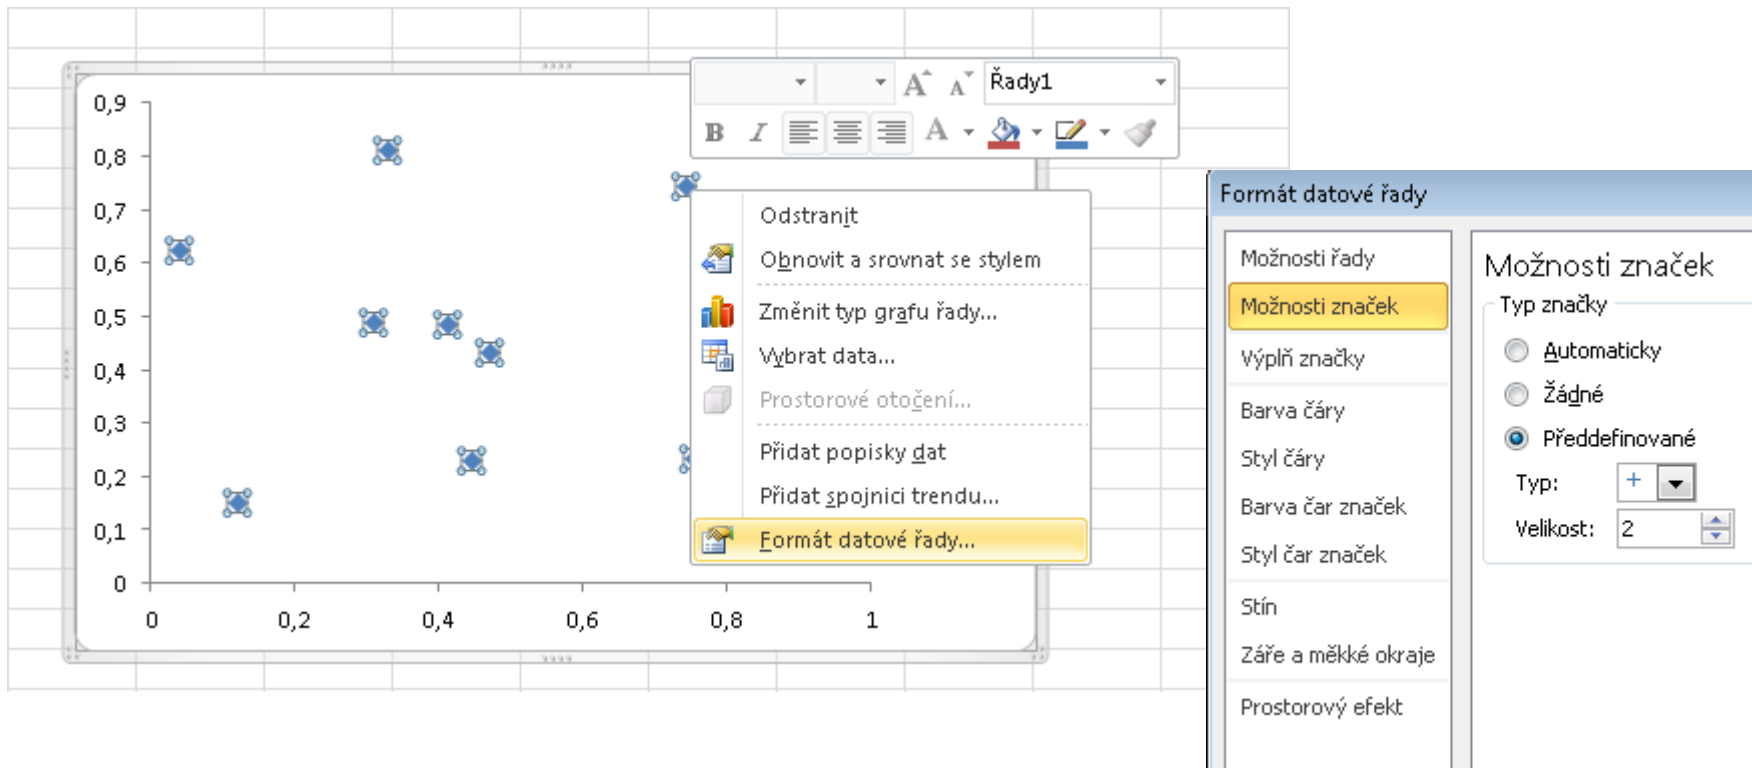 0,9
0,8
0,7
0,6
0,5
0,4
0,3
0,2
0,1
0
0 0,2 0,4 0,6 0,8 1
A A Řady1
B I A
Odstranit
Obnovit a srovnat se stylem
Změnit typ grafu řady...
Vybrat data...
Prostorové otočení...
Přidat popisky dat
Přidat spojnici trendu...
Formát datové řady...
Formát datové řady
Možnosti řady
Možnosti značek
Výplň značky
Barva čáry
Styl čáry
Barva čar značek
Styl čar značek
Stín
Záře a měkké okraje
Prostorový efekt
Možnosti značek
Typ značky
Automaticky
Žádné
Předdefinované
Typ: +
Velikost: 2